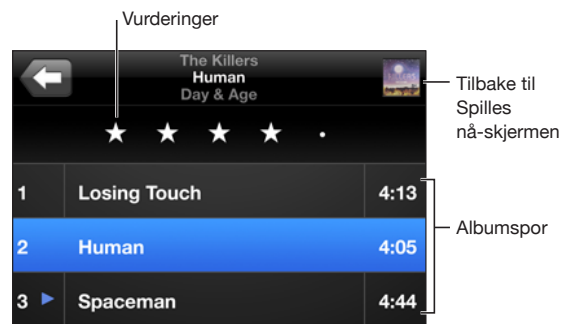 Vurderinger
The Killers
Human
Day & Age
Tilbake til
Spilles
nå-skjermen
1 Losing Touch 4:13
2 Human 4:05
Albumspor
3 Spaceman 4:44